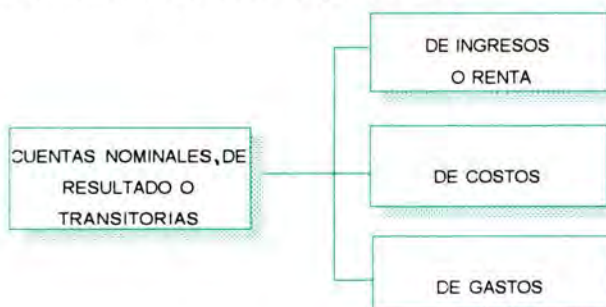 CUENTAS NOMINALES, DE
RESULTADO O
TRANSITORIAS
DE INGRESOS
O RENTA
DE COSTOS
DE GASTOS